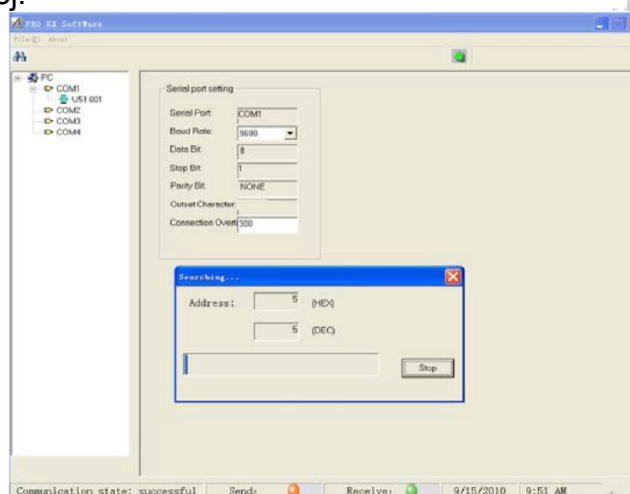 oj.
PRO EX SoftWare
File(F) About
PC
COM1
U51 001
COM2
COM3
COM4
Serial port setting
Serial Port: COM1
Baud Rate: 9600
Data Bit: 8
Stop Bit: 1
Parity Bit: NONE
Outset Character:
Connection Overt 300
Searching...
Address: 5 (HEX)
5 (DEC)
Stop
Communication state: successful Send: Receive: 9/15/2010 9:51 AM